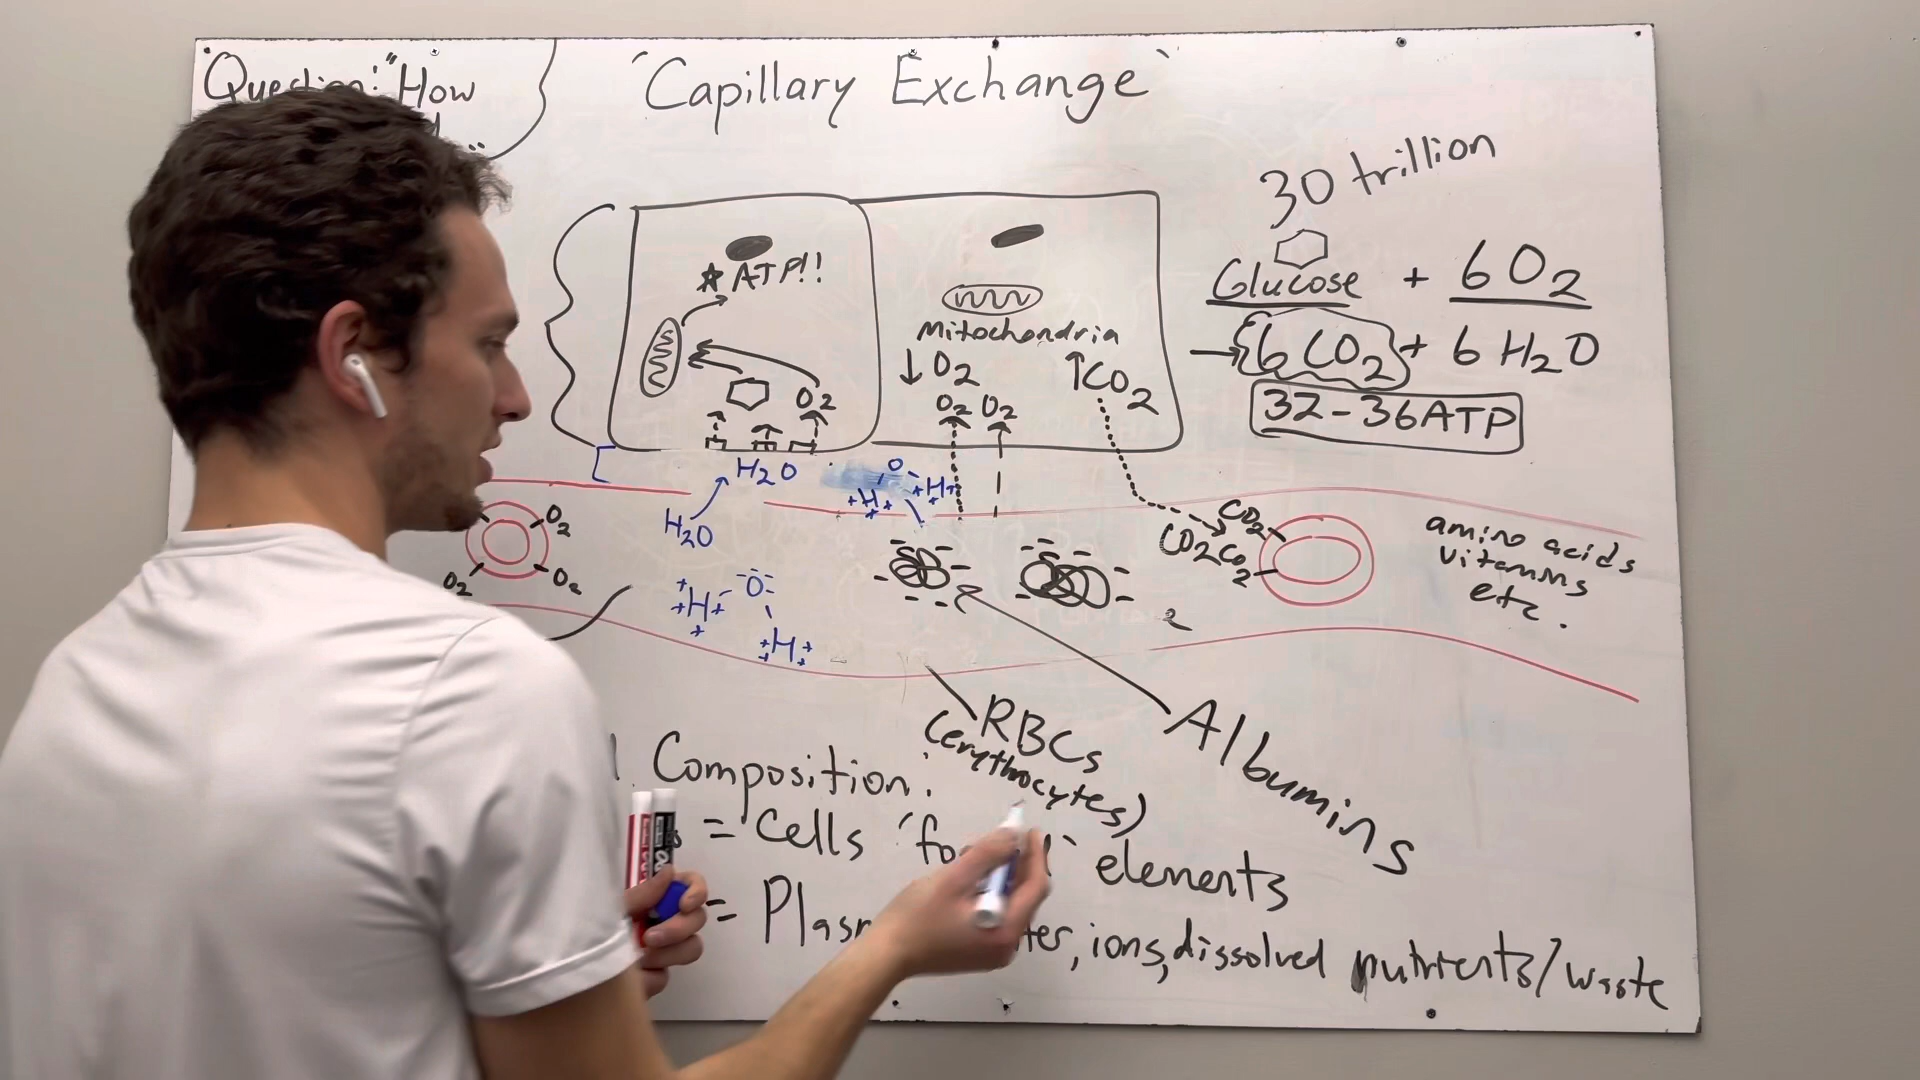 Question: "How
'Capillary Exchange'
30 trillion
Glucose + 6O2
→ 6CO2 + 6H2O
32-36ATP
★ ATP!!
O2
Mitochondria
↓O2
↑CO2
O2 O2
H2O
O
+H+
+
+H+
+
H2O
O2
O2
O2
CO2
CO2 CO2
amino acids
vitamins
etc.
-O-
+H+
+H+
2
RBCs
(erythrocytes)
Albumins
1. Composition:
= Cells elements
= ions, dissolved nutrients/waste